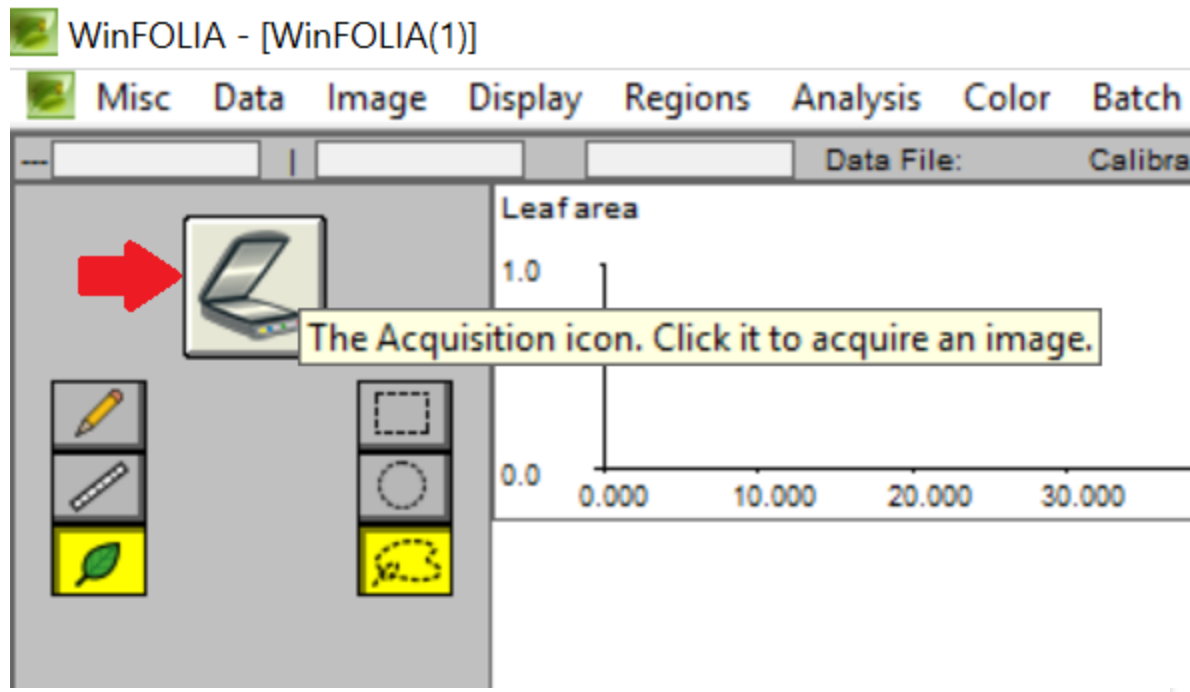 WinFOLIA - [WinFOLIA(1)]
Misc Data Image Display Regions Analysis Color Batch
--- | Data File: Calibra
Leaf area
1.0
The Acquisition icon. Click it to acquire an image.
0.0
0.000 10.000 20.000 30.000